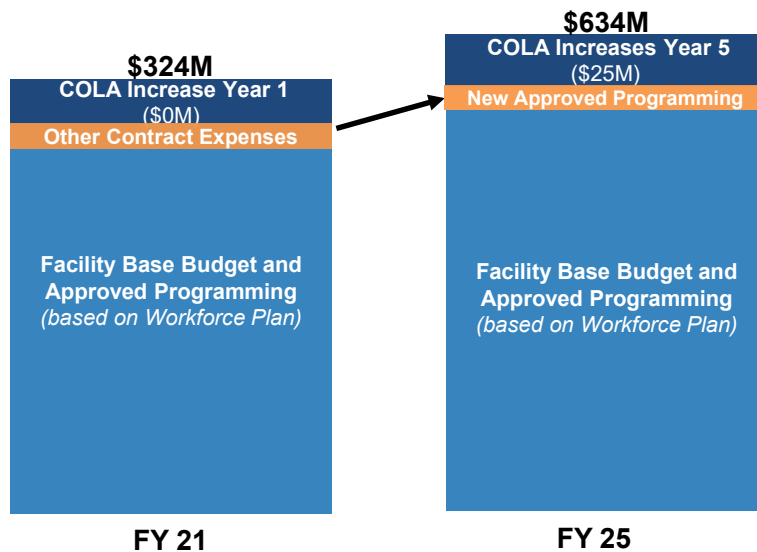 $324M
COLA Increase Year 1
($0M)
Other Contract Expenses
Facility Base Budget and
Approved Programming
(based on Workforce Plan)
FY 21
$634M
COLA Increases Year 5
($25M)
New Approved Programming
Facility Base Budget and
Approved Programming
(based on Workforce Plan)
FY 25